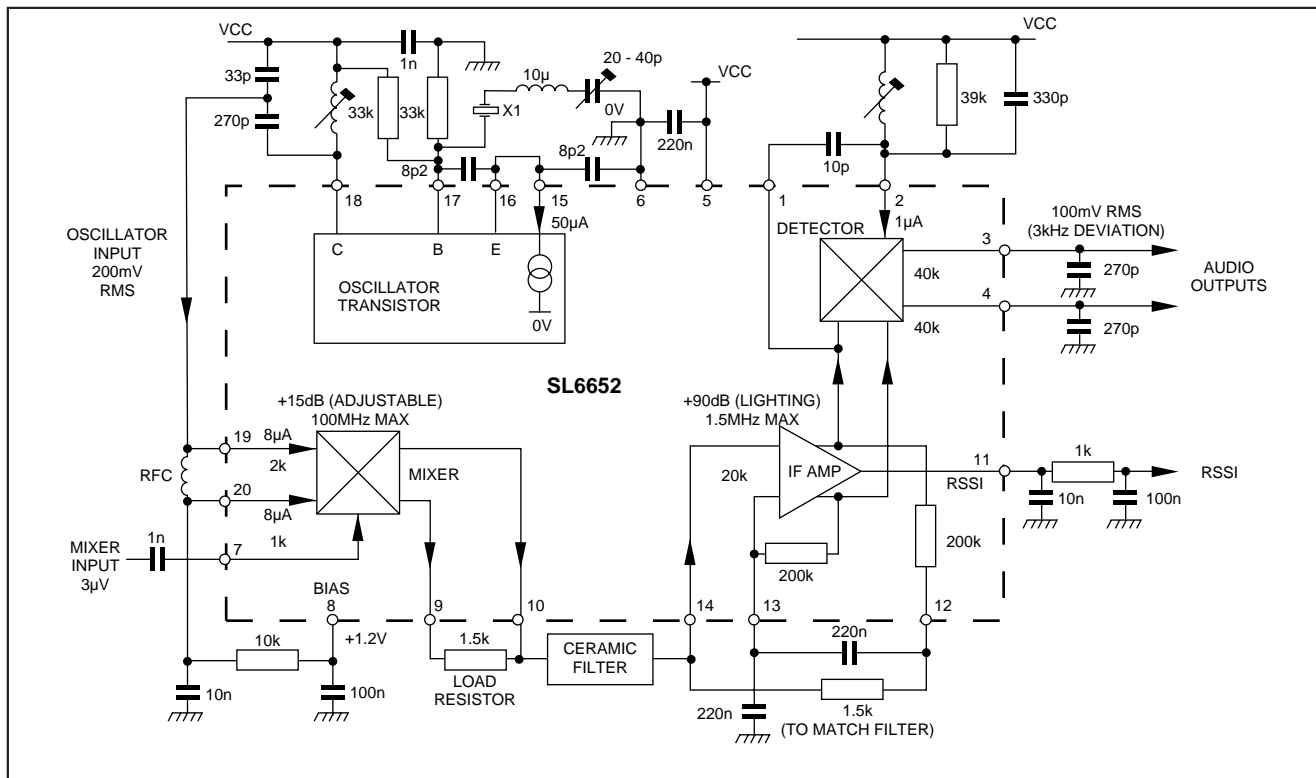 VCC
1n
20 - 40p
10µ
VCC
VCC
33p
270p
33k
33k
X1
0V
220n
39k
330p
10p
8p2
8p2
18
17
16
15
6
5
1
2
50µA
1µA
OSCILLATOR
INPUT
200mV
RMS
C
B
E
OSCILLATOR
TRANSISTOR
0V
DETECTOR
40k
40k
100mV RMS
(3kHz DEVIATION)
3
270p
4
270p
AUDIO
OUTPUTS
SL6652
+15dB (ADJUSTABLE)
100MHz MAX
+90dB (LIGHTING)
1.5MHz MAX
19
8µA
2k
RFC
20
8µA
MIXER
20k
IF AMP
11
RSSI
1k
RSSI
10n
100n
MIXER
INPUT
3µV
1n
7
1k
200k
200k
BIAS
8
+1.2V
9
10
14
13
12
10k
10n
100n
1.5k
LOAD
RESISTOR
CERAMIC
FILTER
220n
220n
1.5k
(TO MATCH FILTER)